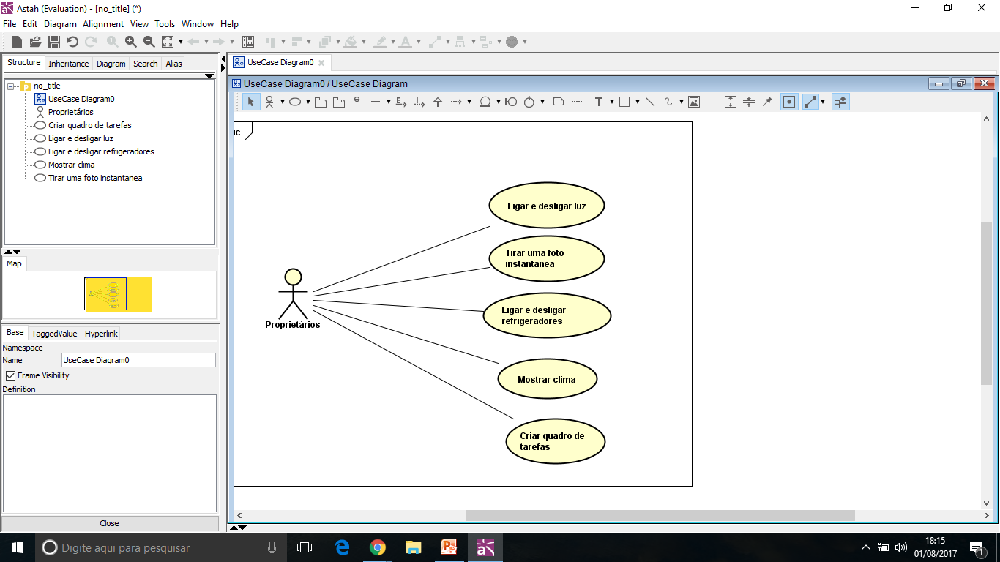 Astah (Evaluation) - [no_title] (*)
File Edit Diagram Alignment View Tools Window Help
Structure Inheritance Diagram Search Alias
no_title
UseCase Diagram0
Proprietários
Criar quadro de tarefas
Ligar e desligar luz
Ligar e desligar refrigeradores
Mostrar clima
Tirar uma foto instantanea
Map
Base TaggedValue Hyperlink
Namespace
Name UseCase Diagram0
Frame Visibility
Definition
Close
UseCase Diagram0
UseCase Diagram0 / UseCase Diagram
uc
Ligar e desligar luz
Tirar uma foto
instantanea
Ligar e desligar
refrigeradores
Mostrar clima
Criar quadro de
tarefas
Proprietários
Digite aqui para pesquisar
18:15
01/08/2017
1